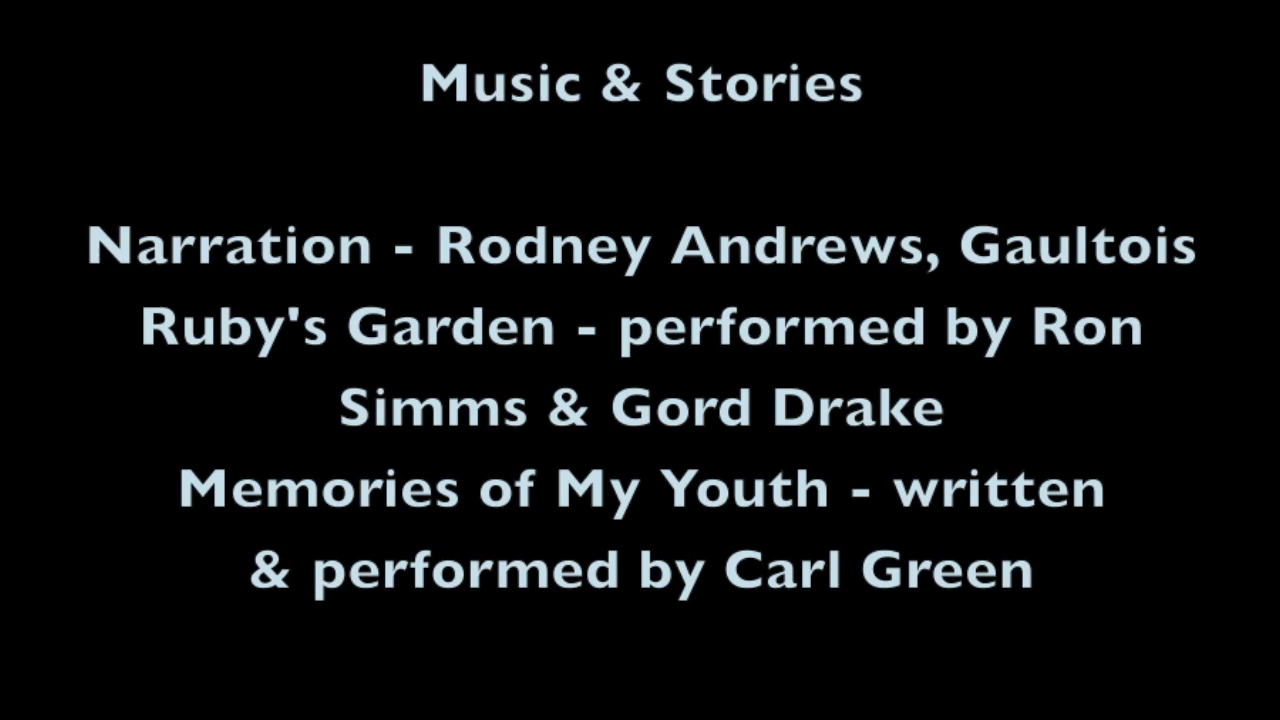 Music & Stories
Narration - Rodney Andrews, Gaultois
Ruby's Garden - performed by Ron
Simms & Gord Drake
Memories of My Youth - written
& performed by Carl Green